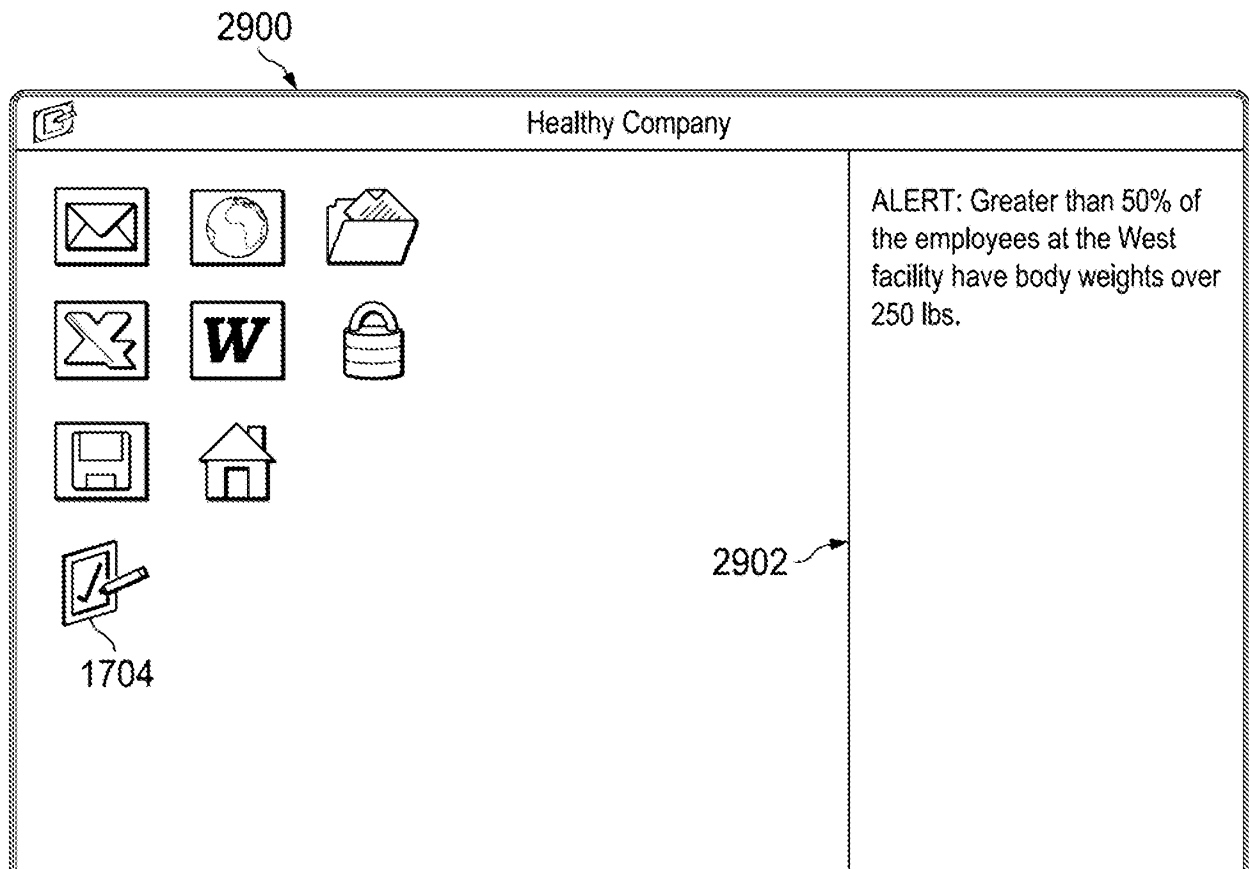 2900
Healthy Company
ALERT: Greater than 50% of
the employees at the West
facility have body weights over
250 lbs.
W
2902
1704